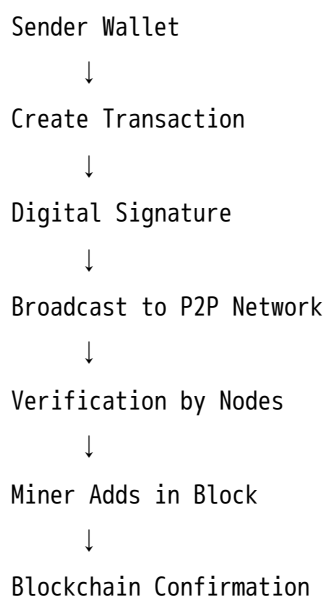 Sender Wallet
↓
Create Transaction
↓
Digital Signature
↓
Broadcast to P2P Network
↓
Verification by Nodes
↓
Miner Adds in Block
↓
Blockchain Confirmation